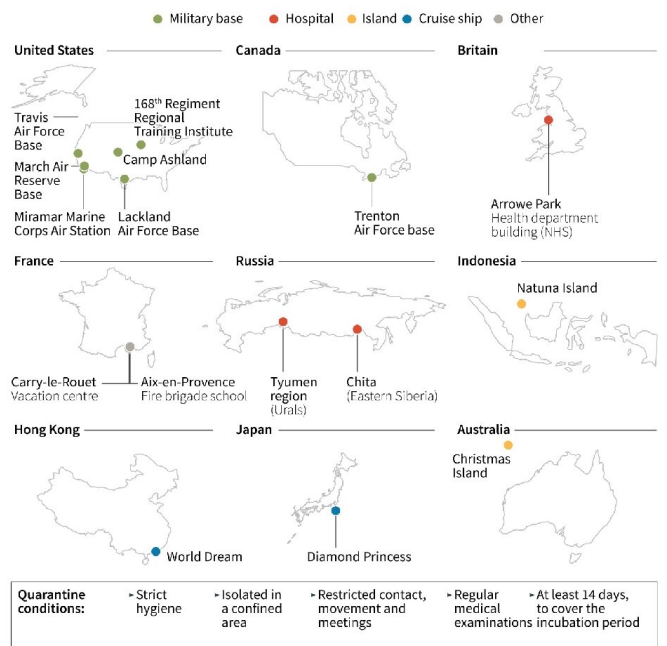 Military base Hospital Island Cruise ship Other
United States
Canada
Britain
168th Regiment
Regional
Training Institute
Travis
Air Force
Base
Camp Ashland
March Air
Reserve
Base
Miramar Marine
Corps Air Station
Lackland
Air Force Base
Trenton
Air Force base
Arrowe Park
Health department
building (NHS)
France
Russia
Indonesia
Natuna Island
Carry-le-Rouet
Vacation centre
Aix-en-Provence
Fire brigade school
Tyumen
region
(Urals)
Chita
(Eastern Siberia)
Hong Kong
Japan
Australia
Christmas
Island
World Dream
Diamond Princess
Quarantine
conditions:
▸ Strict
hygiene
▸ Isolated in
a confined
area
▸ Restricted contact,
movement and
meetings
▸ Regular
medical
examinations
▸ At least 14 days,
to cover the
incubation period